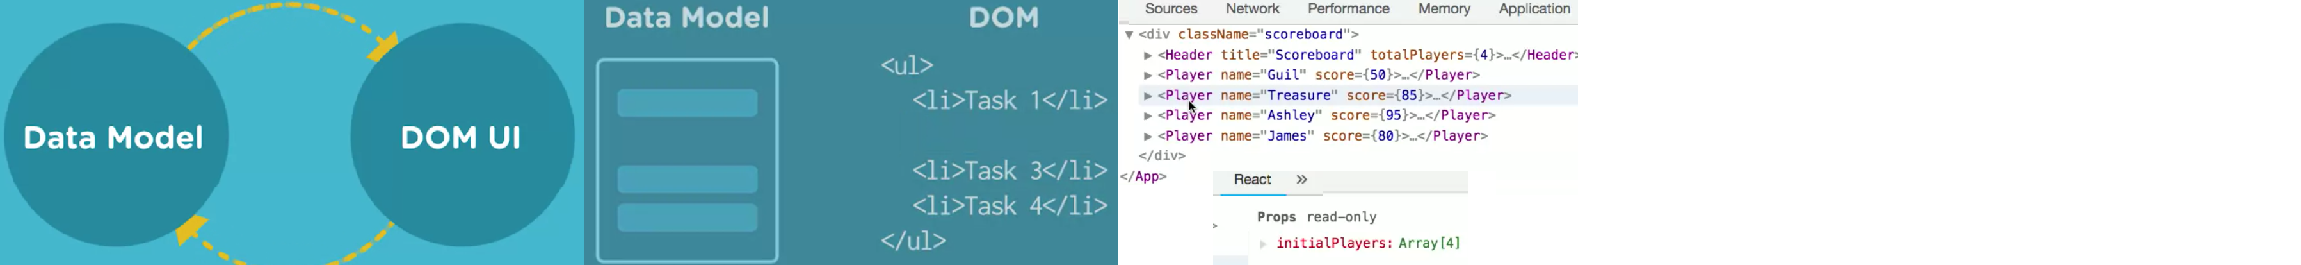 Data Model
DOM UI
Data Model
DOM
<ul>
<li>Task 1</li>
<li>Task 3</li>
<li>Task 4</li>
</ul>
Sources Network Performance Memory Application
▼ <div className="scoreboard">
▶ <Header title="Scoreboard" totalPlayers={4}>…</Header>
▶ <Player name="Guil" score={50}>…</Player>
▶ <Player name="Treasure" score={85}>…</Player>
▶ <Player name="Ashley" score={95}>…</Player>
▶ <Player name="James" score={80}>…</Player>
</div>
</App>
React »
Props read-only
initialPlayers: Array[4]